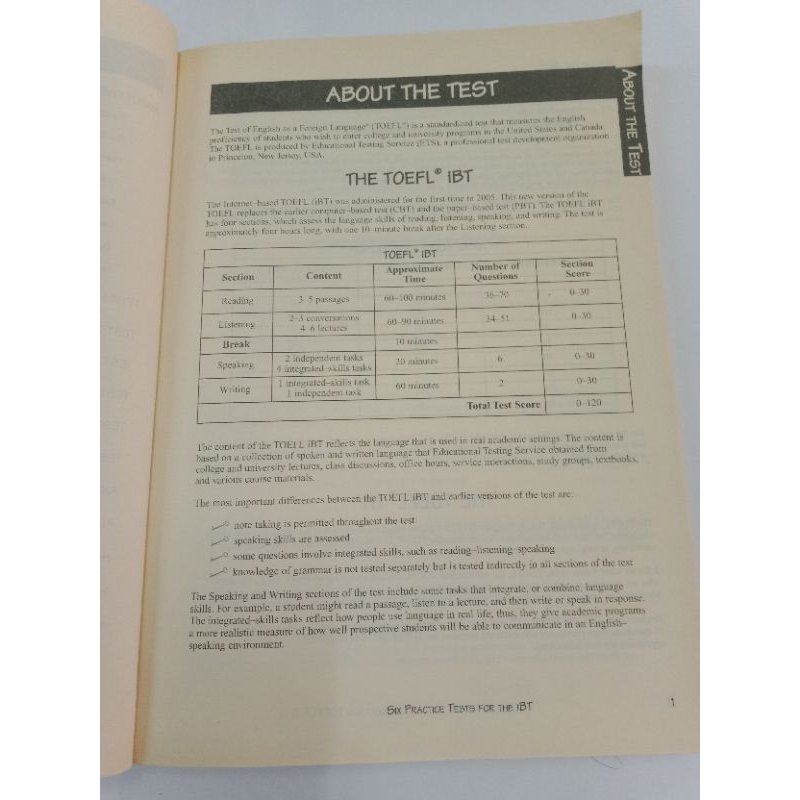 ABOUT THE TEST
ABOUT THE TEST
The Test of English as a Foreign Language® (TOEFL®) is a standardized test that measures the English
proficiency of students who wish to enter college and university programs in the United States and Canada.
The TOEFL is produced by Educational Testing Service (ETS), a professional test development organization
in Princeton, New Jersey, USA.
THE TOEFL® iBT
The Internet-based TOEFL (iBT) was administered for the first time in 2005. This new version of the
TOEFL replaces the earlier computer-based test (CBT) and the paper-based test (PBT). The TOEFL iBT
has four sections, which assess the language skills of reading, listening, speaking, and writing. The test is
approximately four hours long, with one 10-minute break after the Listening section.
TOEFL® iBT
Section Content Approximate Time Number of Questions Section Score
Reading 3–5 passages 60–100 minutes 36–70 0–30
Listening 2–3 conversations 4–6 lectures 60–90 minutes 34–51 0–30
Break 10 minutes
Speaking 2 independent tasks 4 integrated-skills tasks 20 minutes 6 0–30
Writing 1 integrated-skills task 1 independent task 60 minutes 2 0–30
Total Test Score 0–120
The content of the TOEFL iBT reflects the language that is used in real academic settings. The content is
based on a collection of spoken and written language that Educational Testing Service obtained from
college and university lectures, class discussions, office hours, service interactions, study groups, textbooks,
and various course materials.
The most important differences between the TOEFL iBT and earlier versions of the test are:
note taking is permitted throughout the test
speaking skills are assessed
some questions involve integrated skills, such as reading-listening-speaking
knowledge of grammar is not tested separately but is tested indirectly in all sections of the test
The Speaking and Writing sections of the test include some tasks that integrate, or combine, language
skills. For example, a student might read a passage, listen to a lecture, and then write or speak in response.
The integrated-skills tasks reflect how people use language in real life; thus, they give academic programs
a more realistic measure of how well prospective students will be able to communicate in an English-
speaking environment.
SIX PRACTICE TESTS FOR THE iBT
1